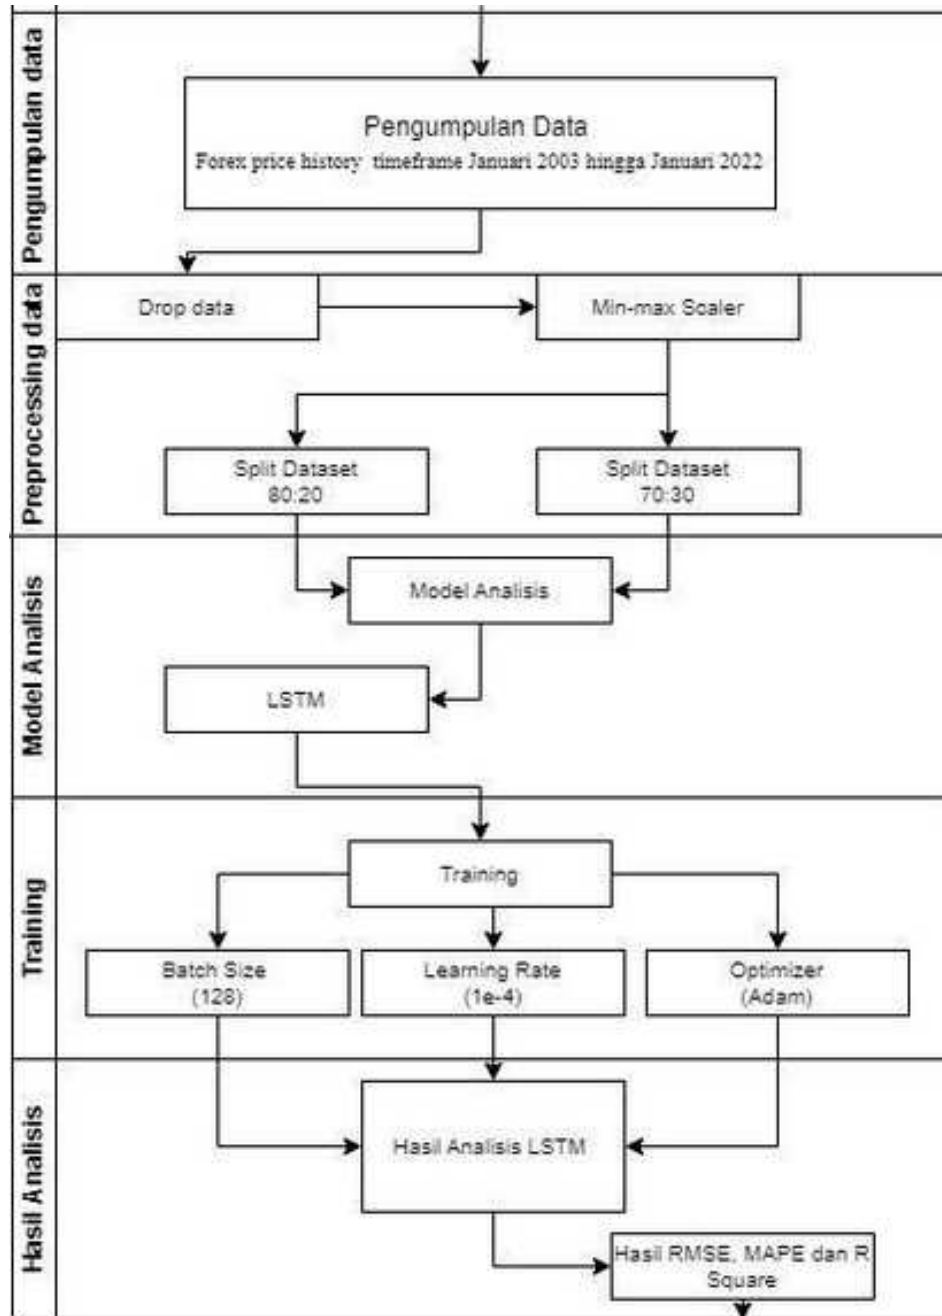 Pengumpulan data
Pengumpulan Data
Forex price history timeframe Januari 2003 hingga Januari 2022
Preprocessing data
Drop data
Min-max Scaler
Split Dataset
80:20
Split Dataset
70:30
Model Analisis
Model Analisis
LSTM
Training
Training
Batch Size
(128)
Learning Rate
(1e-4)
Optimizer
(Adam)
Hasil Analisis
Hasil Analisis LSTM
Hasil RMSE, MAPE dan R
Square